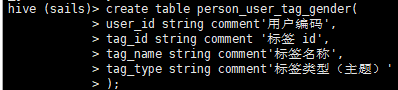 hive (sails)> create table person_user_tag_gender(
> user_id string comment'用户编码',
> tag_id string comment '标签 id',
> tag_name string comment'标签名称',
> tag_type string comment'标签类型（主题）'
> );